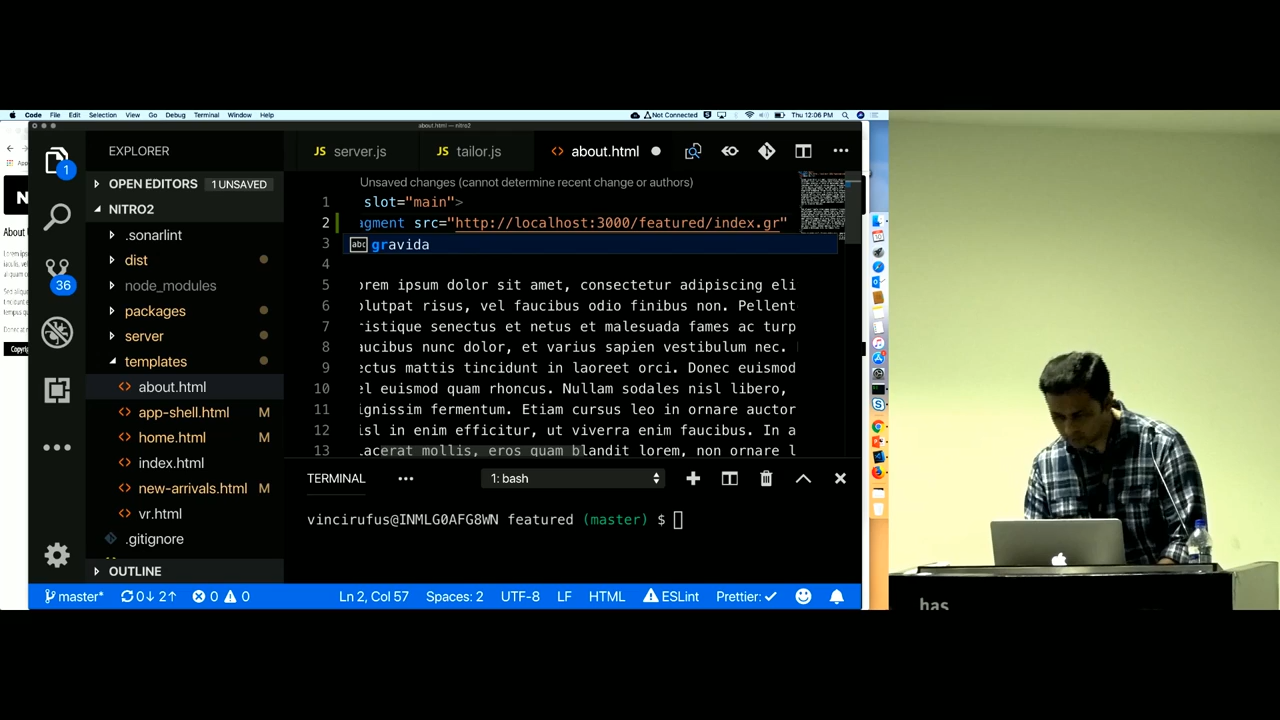 Code File Edit Selection View Go Debug Terminal Window Help
Not Connected Thu 12:06 PM
about.html — nitro2
EXPLORER
JS server.js
JS tailor.js
about.html
OPEN EDITORS 1 UNSAVED
NITRO2
.sonarlint
dist
node_modules
packages
server
templates
about.html
app-shell.html M
home.html M
index.html
new-arrivals.html M
vr.html
.gitignore
OUTLINE
1
36
Unsaved changes (cannot determine recent change or authors)
1 slot="main">
2 agment src="http://localhost:3000/featured/index.gr"
3 abc gravida
4
5 orem ipsum dolor sit amet, consectetur adipiscing eli
6 olutpat risus, vel faucibus odio finibus non. Pellent
7 ristique senectus et netus et malesuada fames ac turp
8 aucibus nunc dolor, et varius sapien vestibulum nec.
9 ectus mattis tincidunt in laoreet orci. Donec euismod
10 el euismod quam rhoncus. Nullam sodales nisl libero,
11 ignissim fermentum. Etiam cursus leo in ornare auctor
12 isl in enim efficitur, ut viverra enim faucibus. In a
13 lacerat mollis, eros quam blandit lorem, non ornare l
TERMINAL
1: bash
vincirufus@INMLG0AFG8WN featured (master) $
master* 0↓ 2↑ 0 0 Ln 2, Col 57 Spaces: 2 UTF-8 LF HTML ESLint Prettier: ✓
has